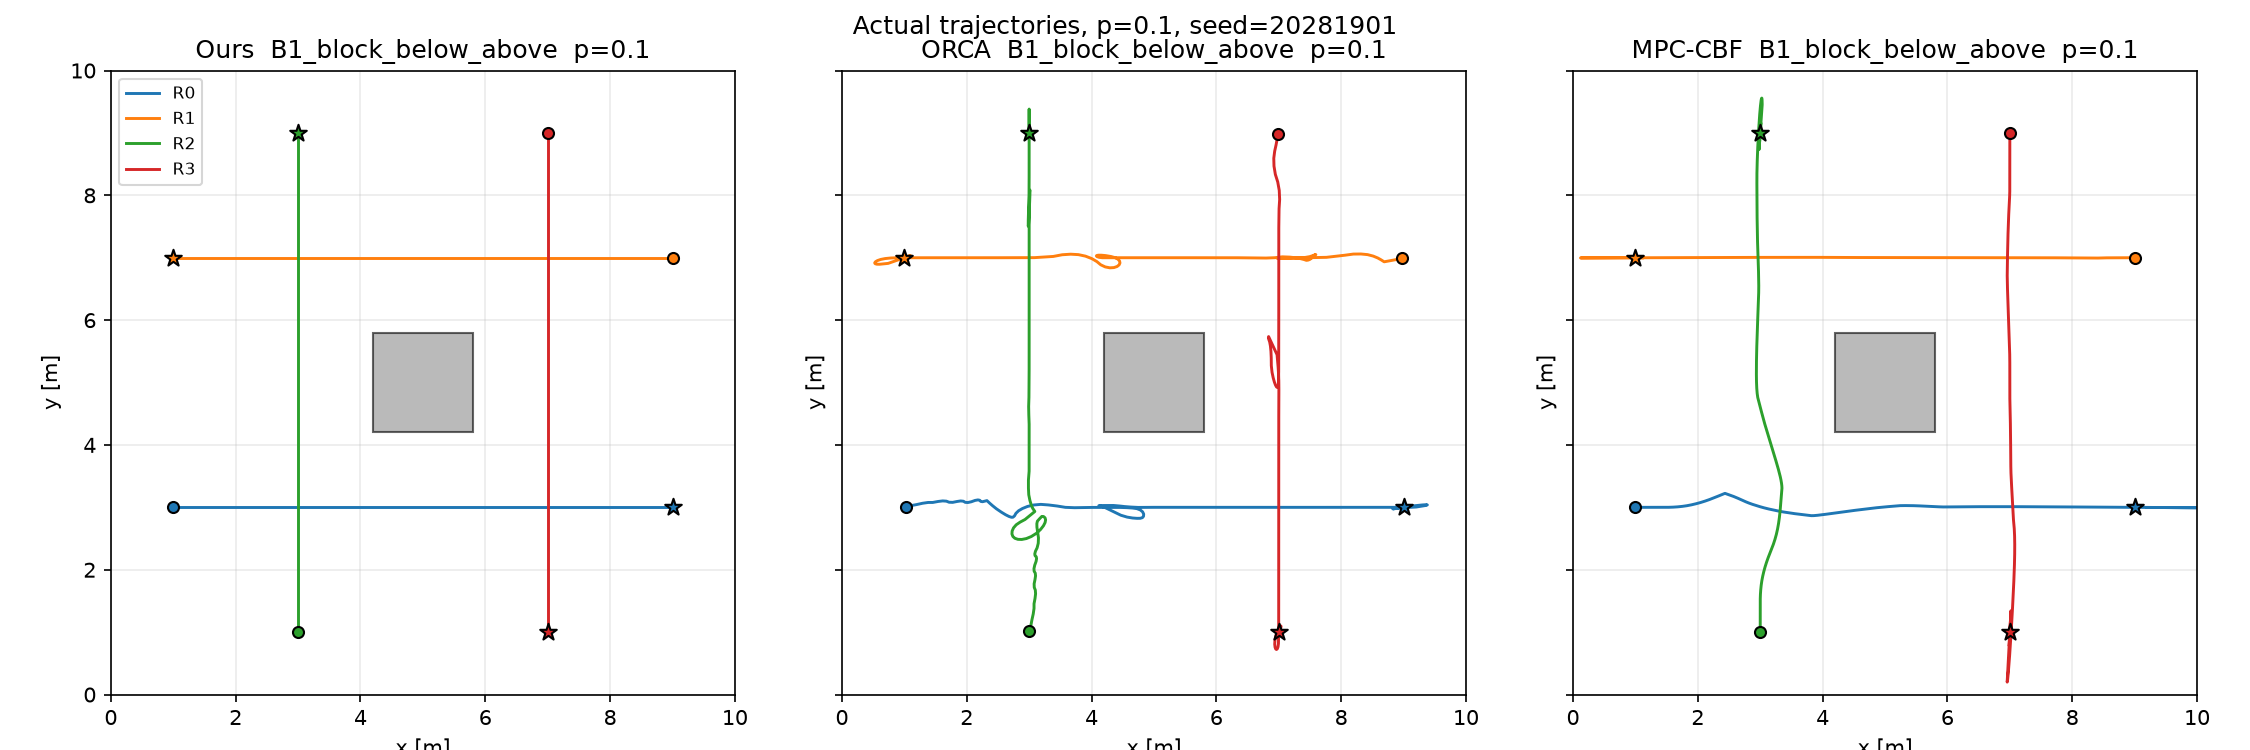 Actual trajectories, p=0.1, seed=20281901
Ours B1_block_below_above p=0.1
ORCA B1_block_below_above p=0.1
MPC-CBF B1_block_below_above p=0.1
R0
R1
R2
R3
10
8
6
4
2
0
y [m]
y [m]
y [m]
0 2 4 6 8 10
0 2 4 6 8 10
0 2 4 6 8 10
x [m]
x [m]
x [m]